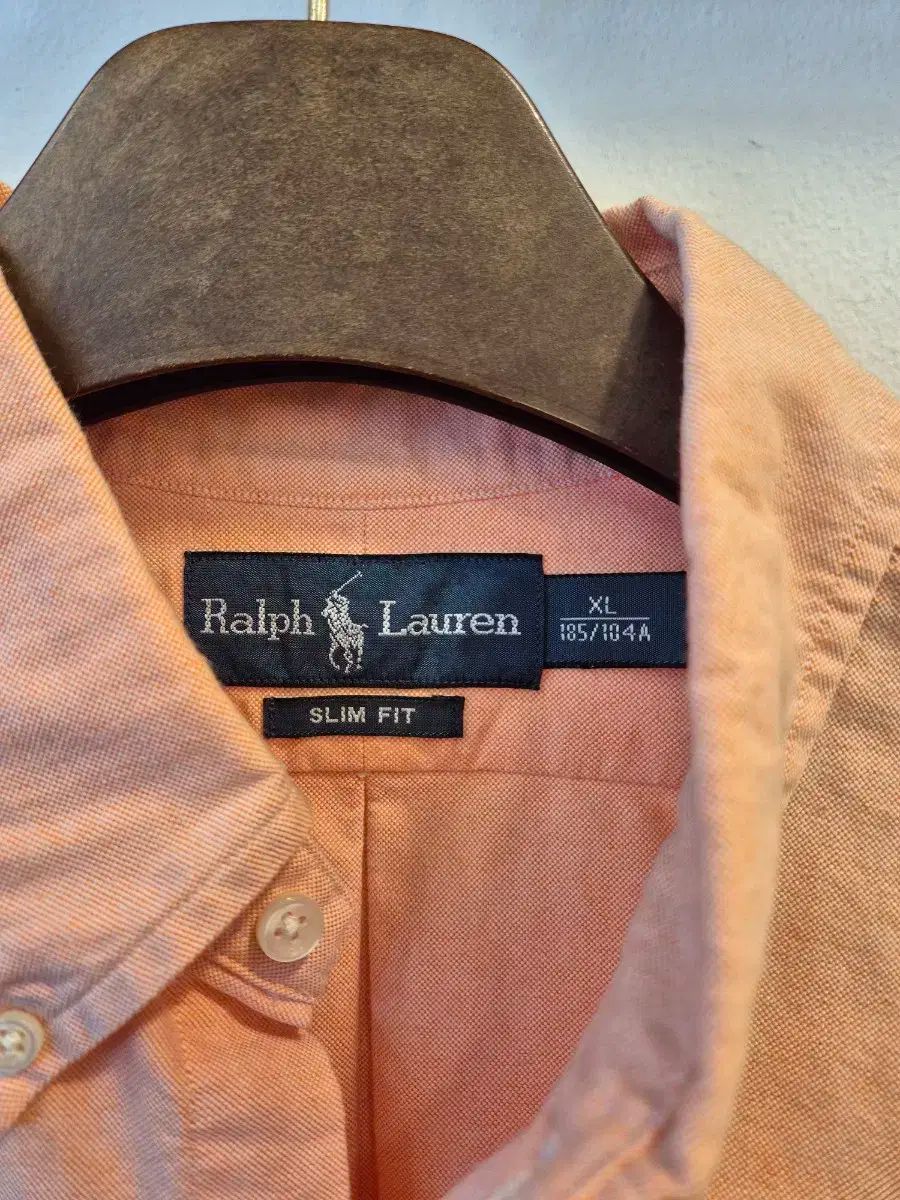 Ralph Lauren
XL
185/104A
SLIM FIT